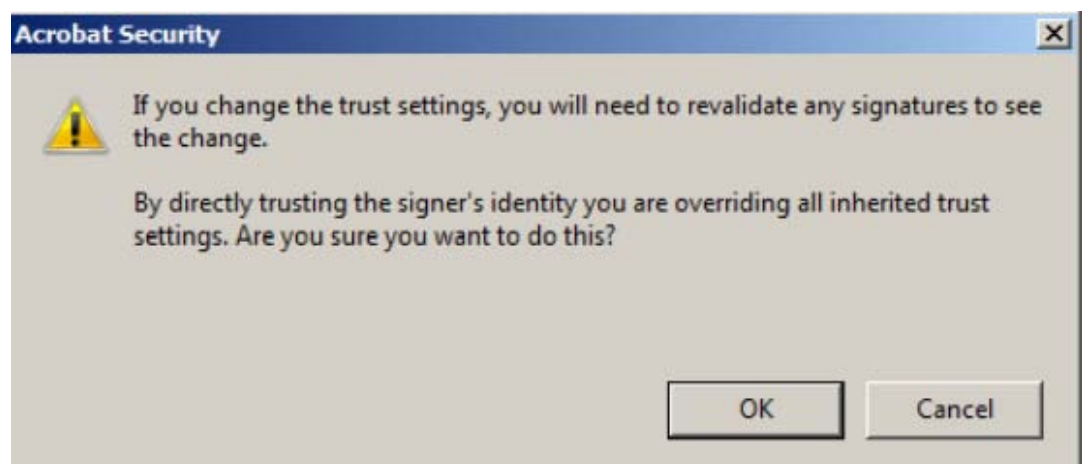 Acrobat Security
If you change the trust settings, you will need to revalidate any signatures to see
the change.
By directly trusting the signer's identity you are overriding all inherited trust
settings. Are you sure you want to do this?
OK Cancel